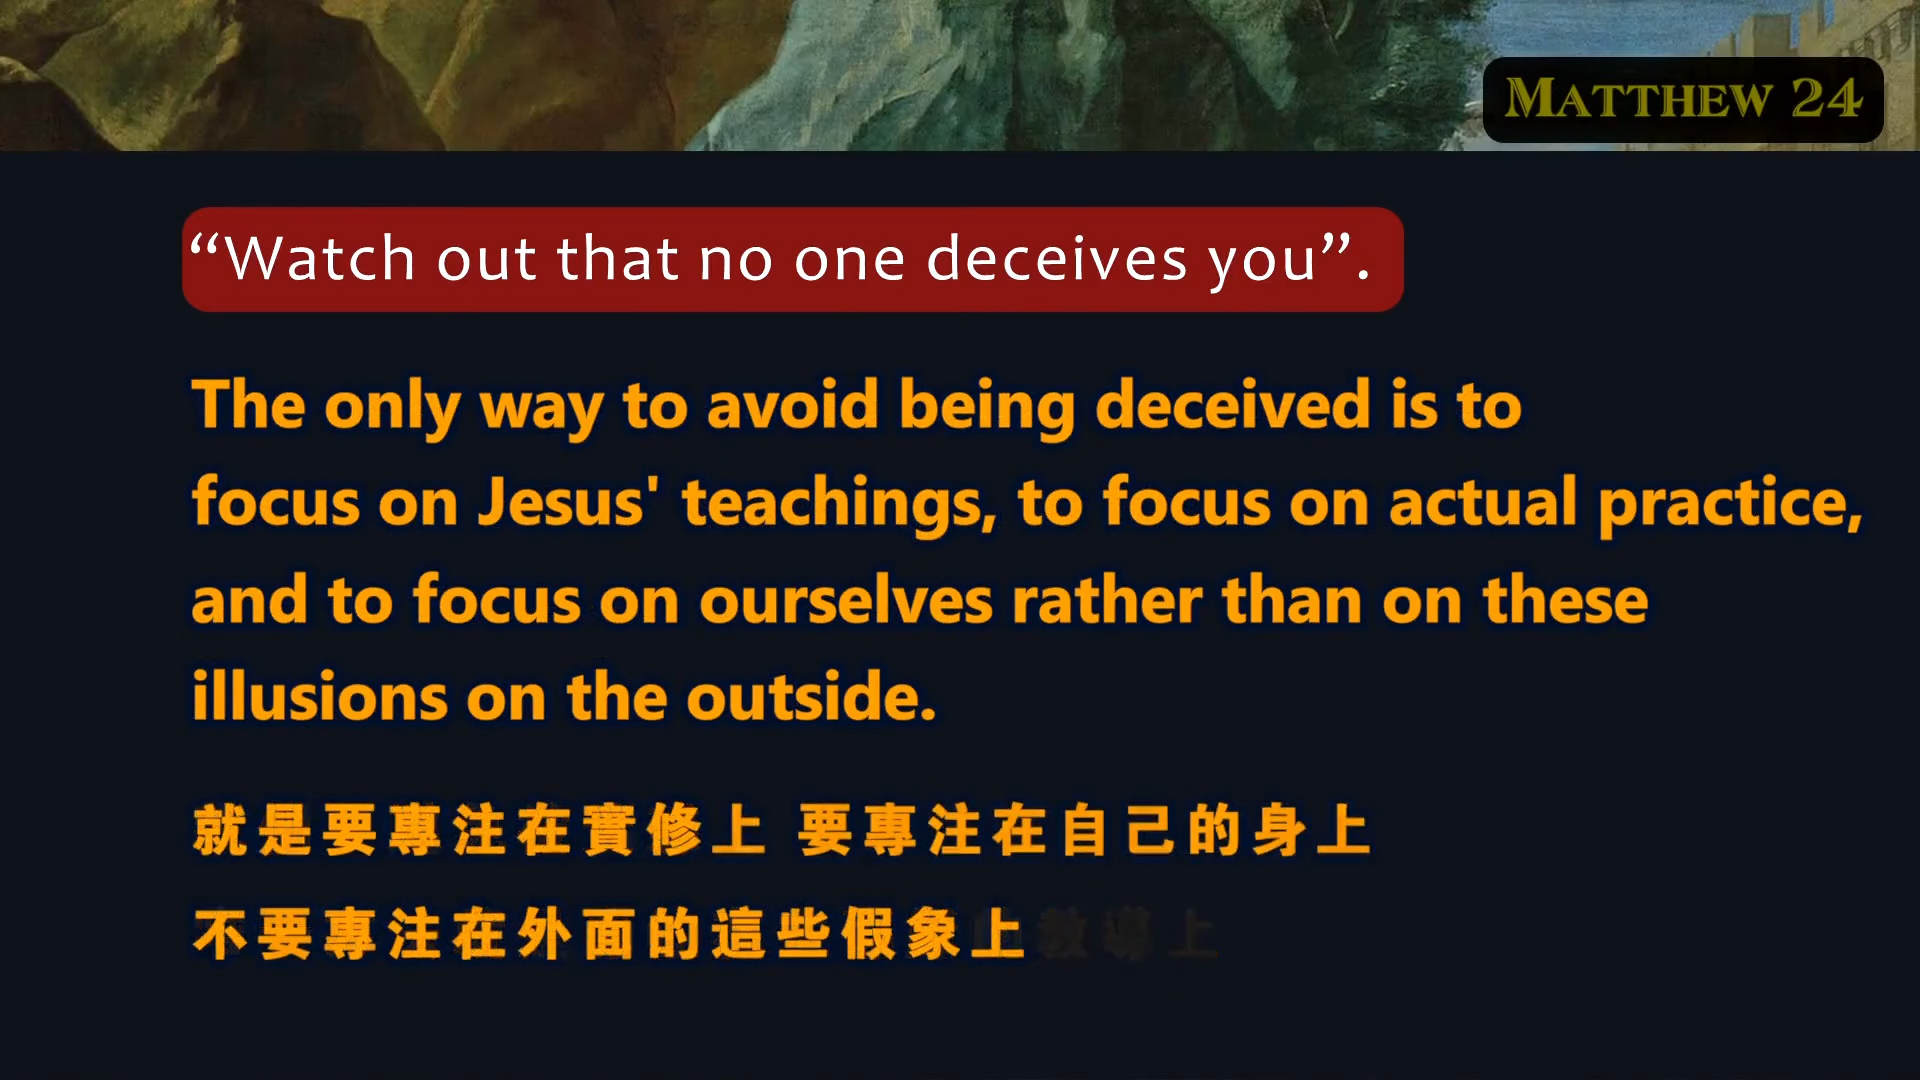 MATTHEW 24
“Watch out that no one deceives you”.
The only way to avoid being deceived is to
focus on Jesus' teachings, to focus on actual practice,
and to focus on ourselves rather than on these
illusions on the outside.
就是要專注在實修上 要專注在自己的身上
不要專注在外面的這些假象上